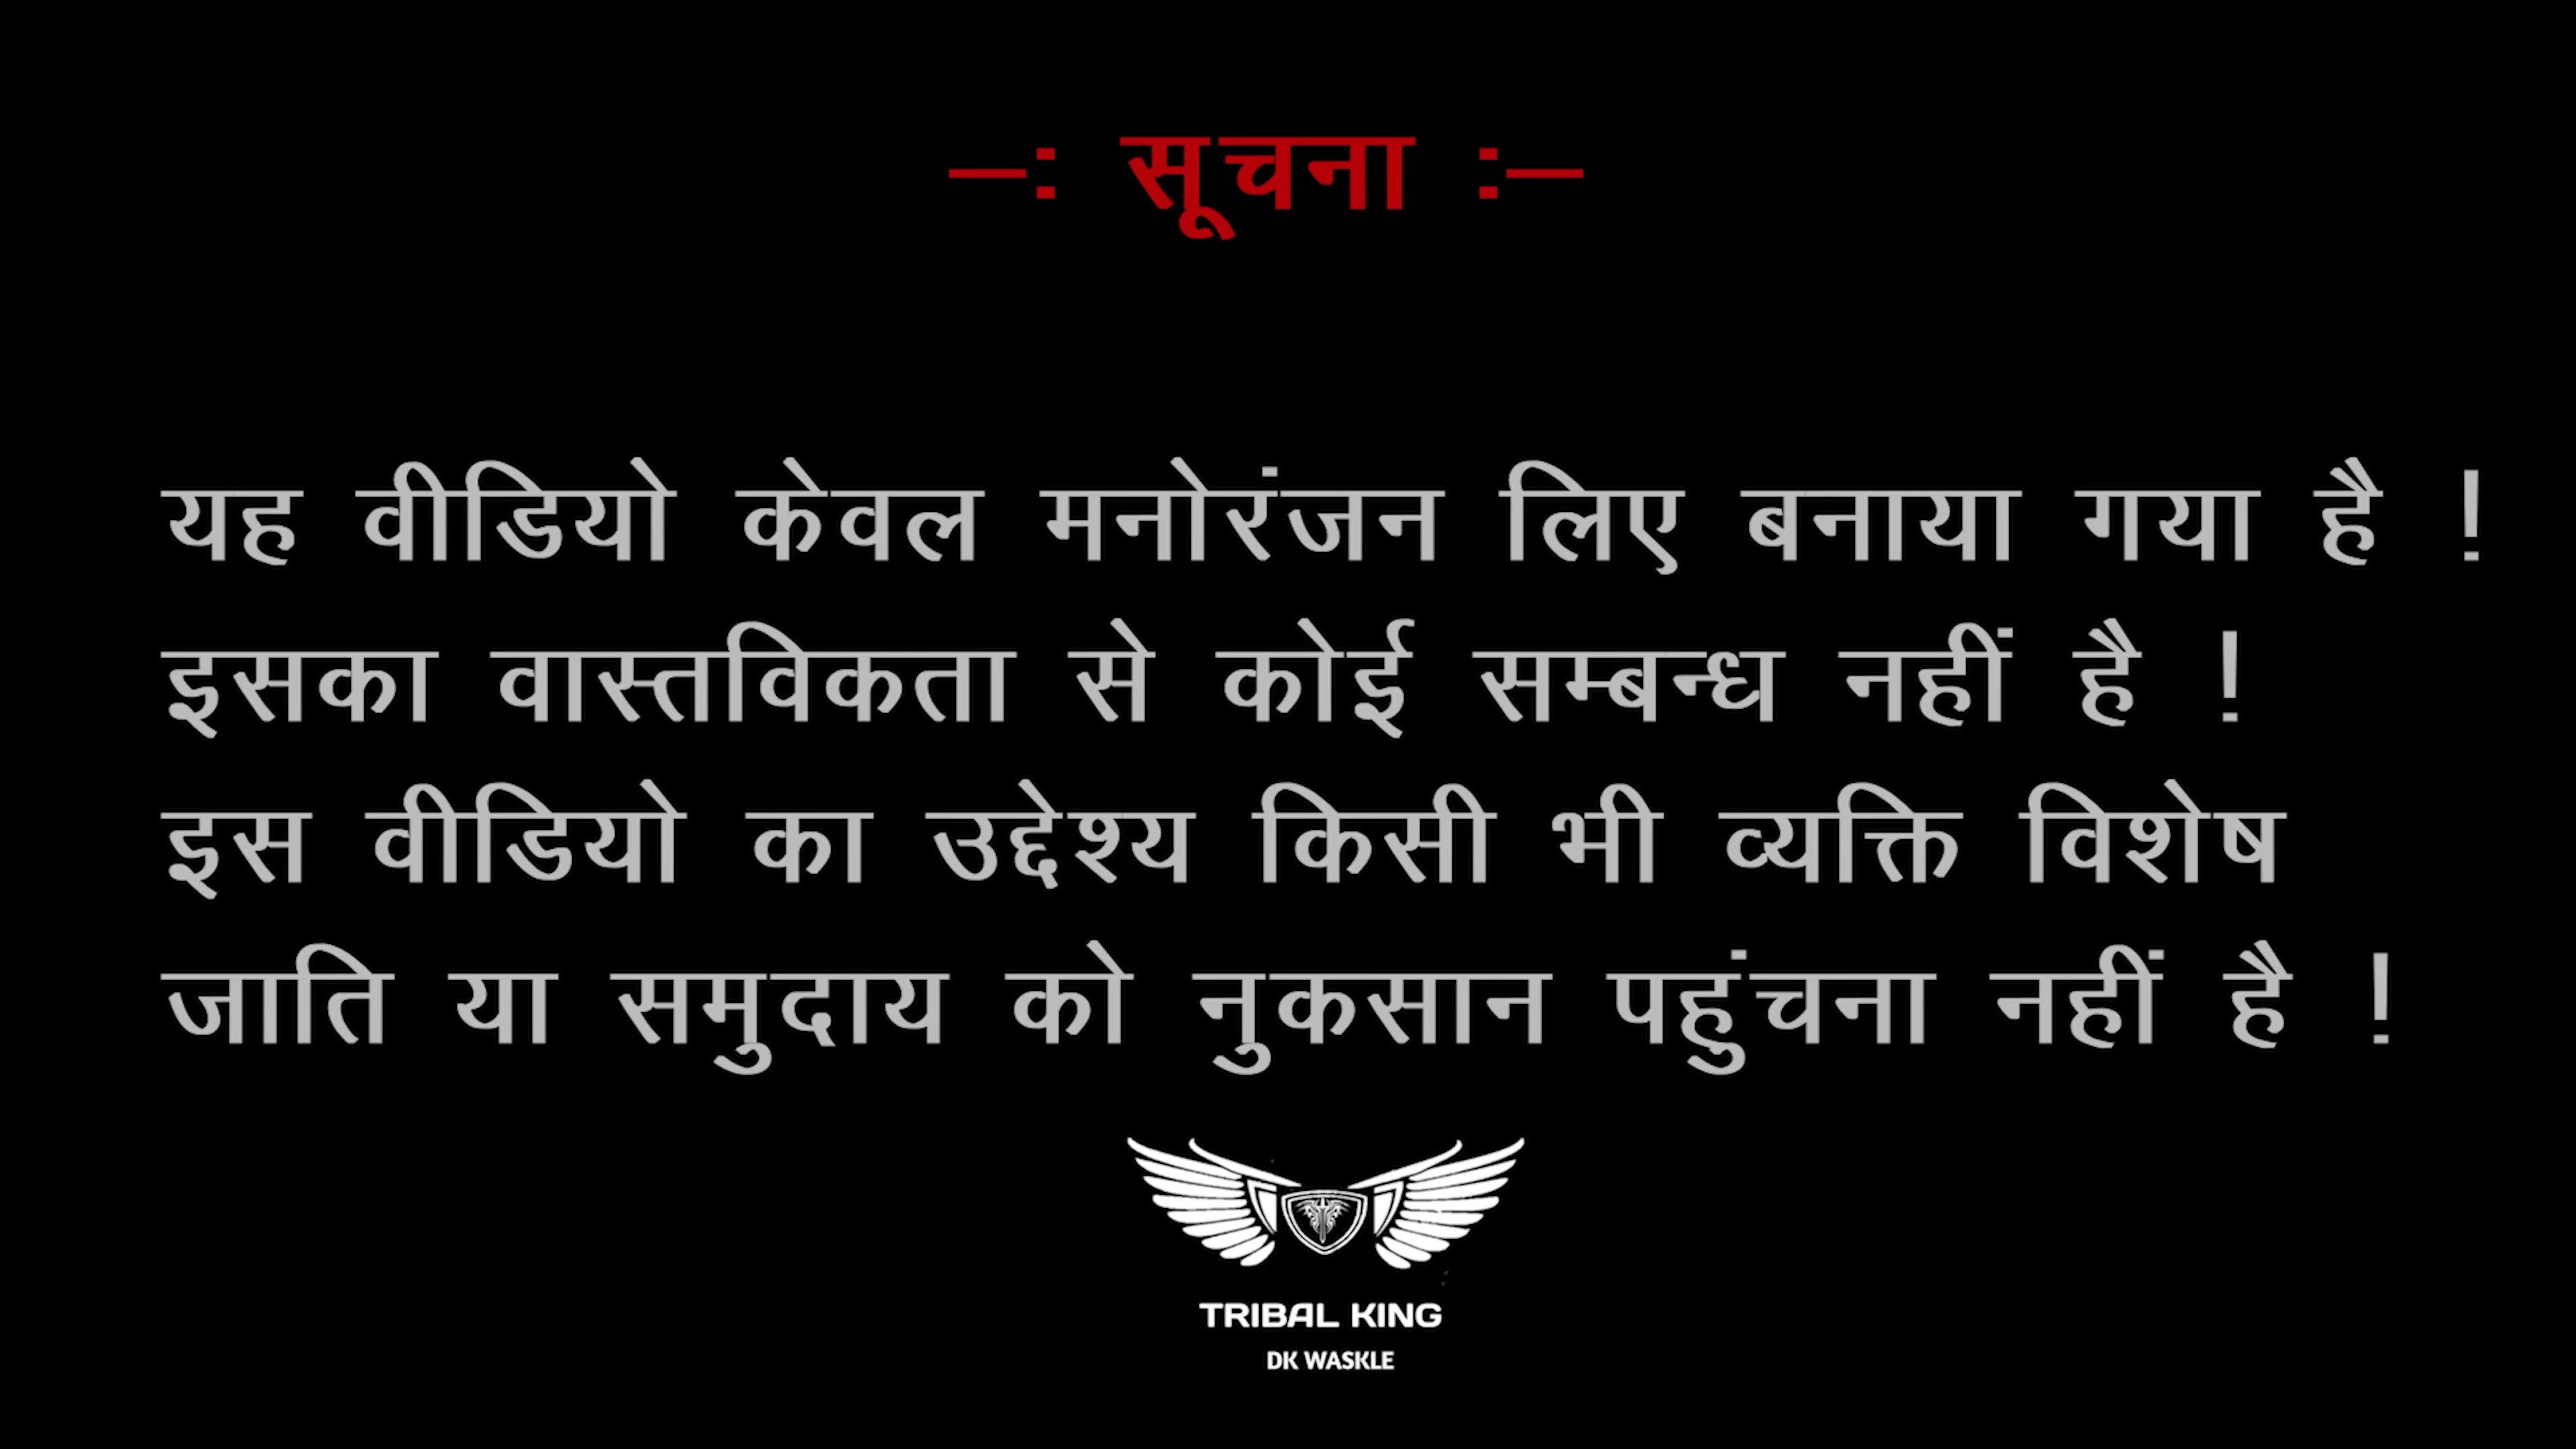 —: सूचना :—
यह वीडियो केवल मनोरंजन लिए बनाया गया है !
इसका वास्तविकता से कोई सम्बन्ध नहीं है !
इस वीडियो का उद्देश्य किसी भी व्यक्ति विशेष
जाति या समुदाय को नुकसान पहुंचना नहीं है !
TRIBAL KING
DK WASKLE